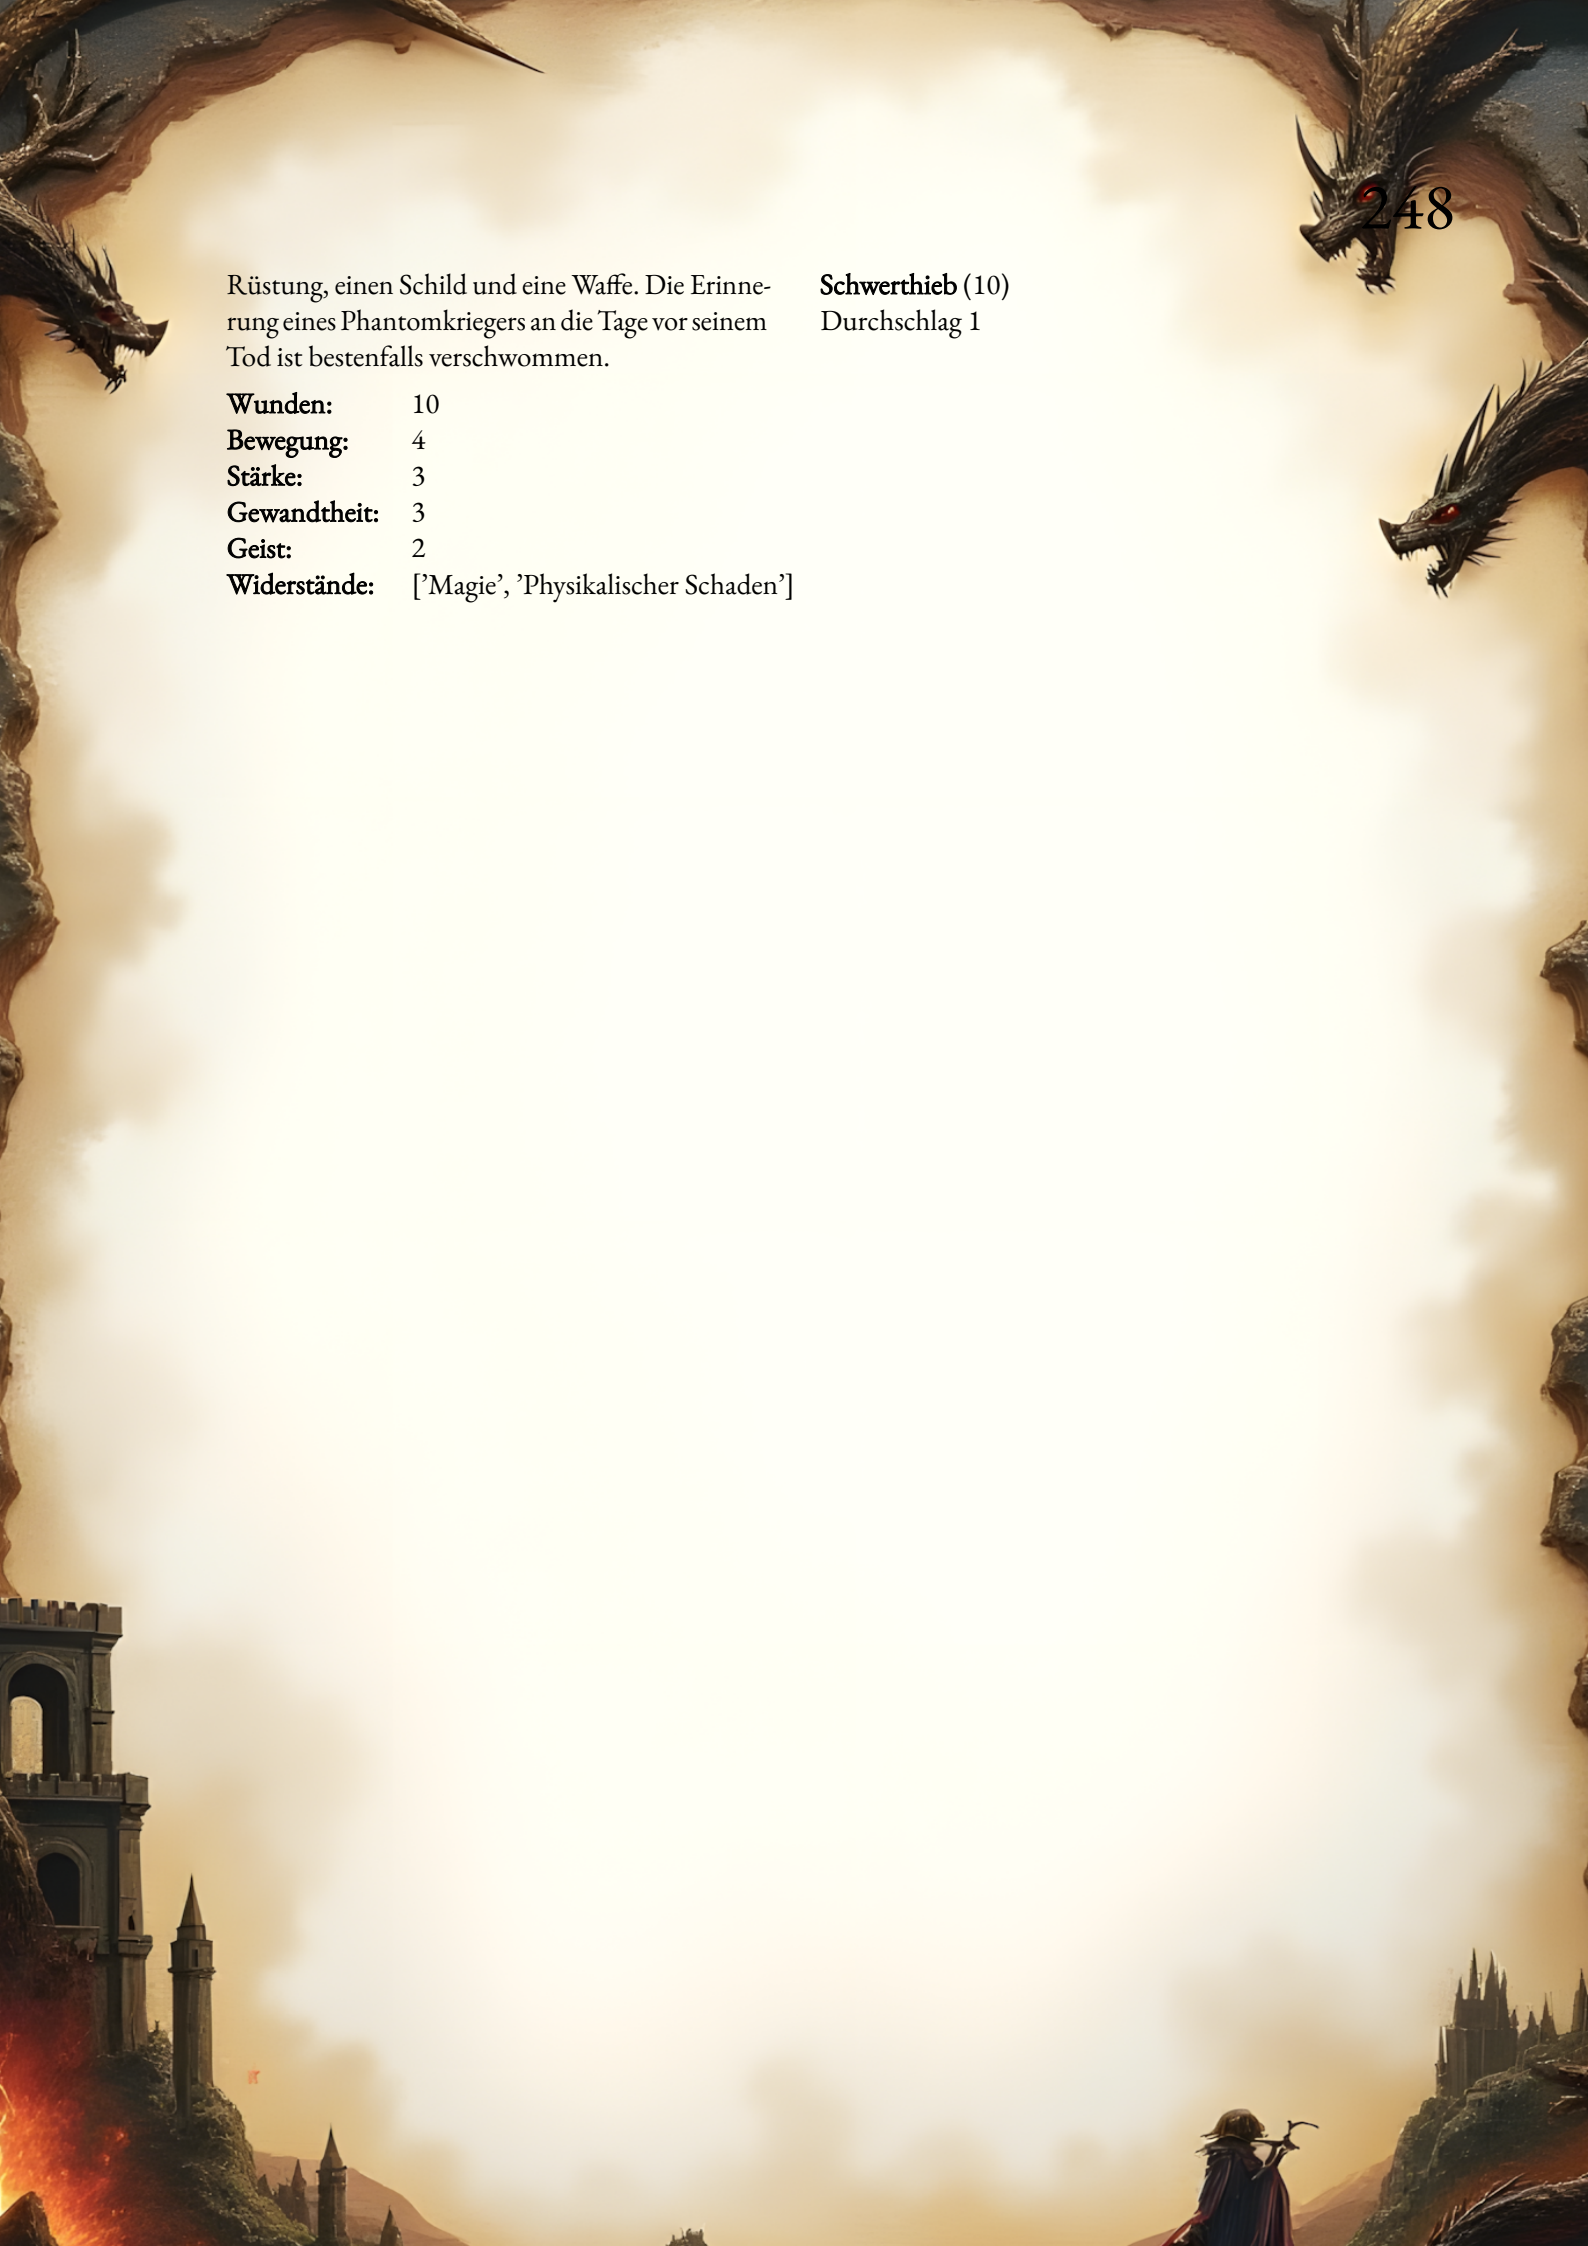 248
Rüstung, einen Schild und eine Waffe. Die Erinne-
rung eines Phantomkriegers an die Tage vor seinem
Tod ist bestenfalls verschwommen.
Wunden: 10
Bewegung: 4
Stärke: 3
Gewandtheit: 3
Geist: 2
Widerstände: [’Magie’, ’Physikalischer Schaden’]
Schwerthieb (10)
Durchschlag 1